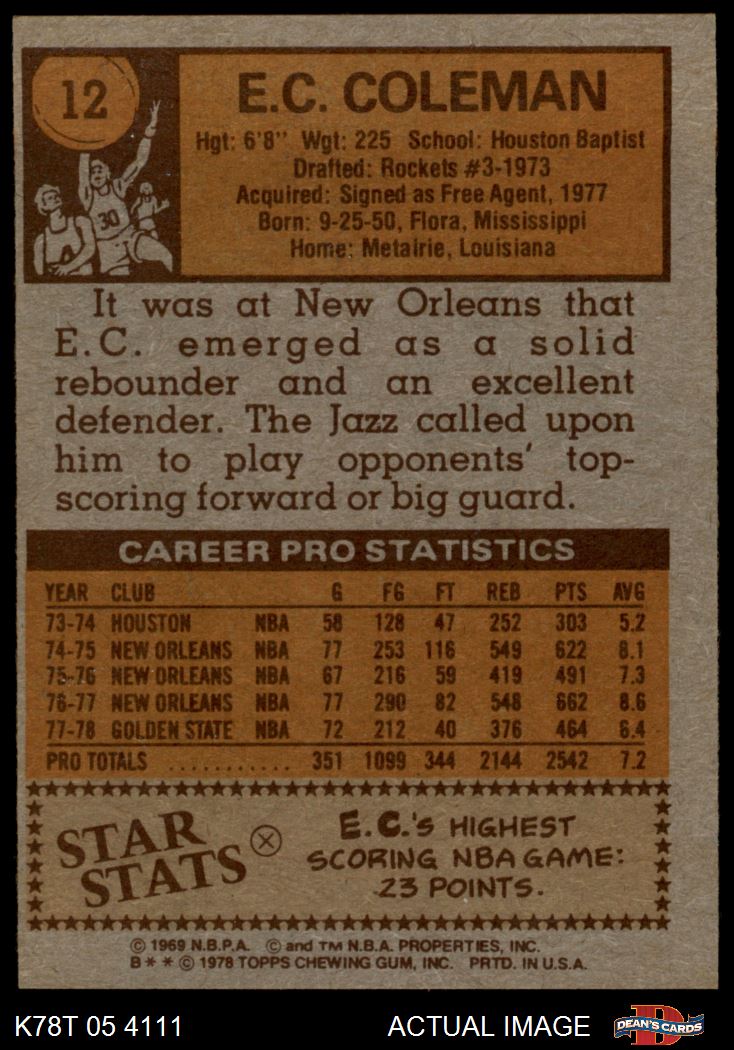 12
E.C. COLEMAN
Hgt: 6'8" Wgt: 225 School: Houston Baptist
Drafted: Rockets #3-1973
Acquired: Signed as Free Agent, 1977
Born: 9-25-50, Flora, Mississippi
Home: Metairie, Louisiana
30
It was at New Orleans that
E.C. emerged as a solid
rebounder and an excellent
defender. The Jazz called upon
him to play opponents' top-
scoring forward or big guard.
CAREER PRO STATISTICS
YEAR CLUB G FG FT REB PTS AVG
73-74 HOUSTON NBA 58 128 47 252 303 5.2
74-75 NEW ORLEANS NBA 77 253 116 549 622 8.1
75-76 NEW ORLEANS NBA 67 216 59 419 491 7.3
76-77 NEW ORLEANS NBA 77 290 82 548 662 8.6
77-78 GOLDEN STATE NBA 72 212 40 376 464 6.4
PRO TOTALS ........... 351 1099 344 2144 2542 7.2
STAR
STATS
E.C.'S HIGHEST
SCORING NBA GAME:
23 POINTS.
© 1969 N.B.P.A. © and TM N.B.A. PROPERTIES, INC.
B* * © 1978 TOPPS CHEWING GUM, INC. PRTD. IN U.S.A.
K78T 05 4111 ACTUAL IMAGE
D
DEAN'S CARDS